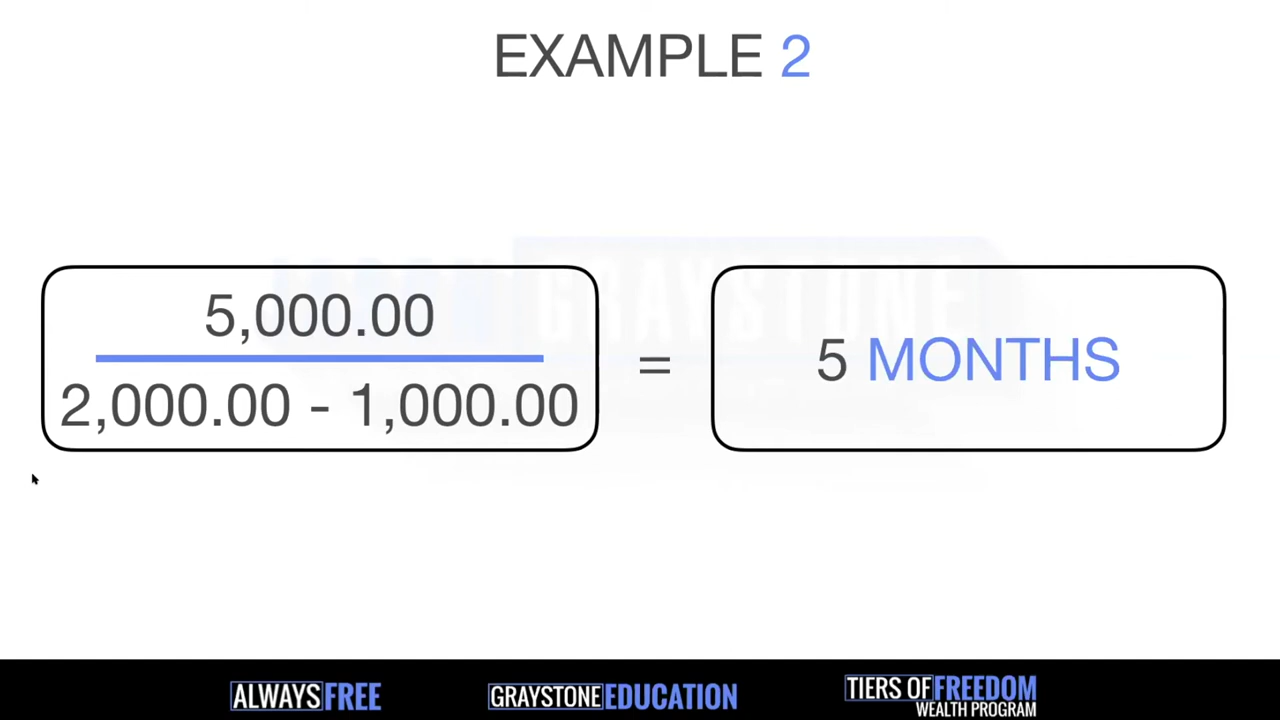 EXAMPLE 2
5,000.00
2,000.00 - 1,000.00
=
5 MONTHS
GRAYSTONE
ALWAYSFREE
GRAYSTONEEDUCATION
TIERS OF FREEDOM
WEALTH PROGRAM